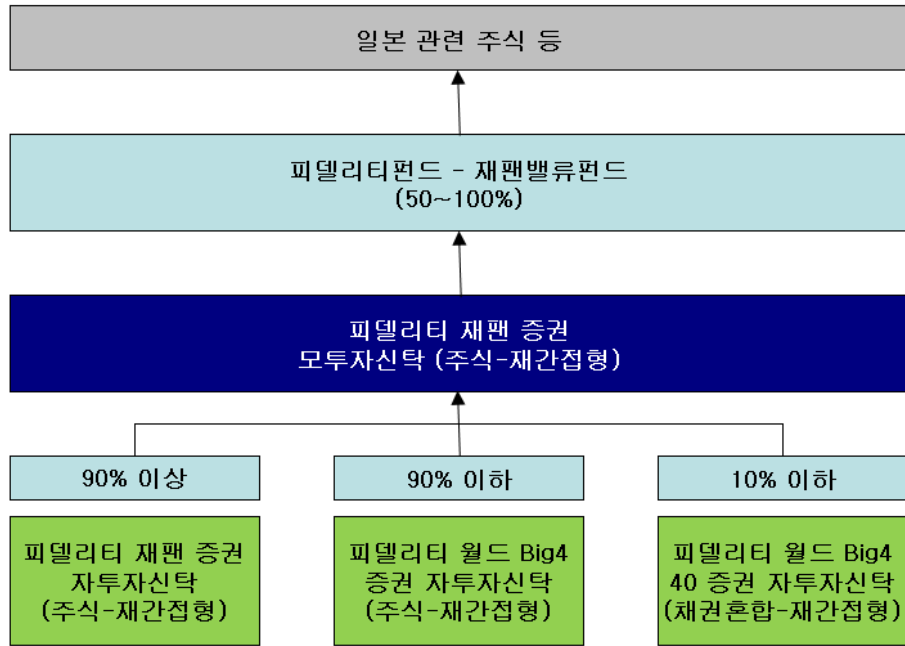 일본 관련 주식 등
피델리티펀드 - 재팬밸류펀드
(50~100%)
피델리티 재팬 증권
모투자신탁 (주식-재간접형)
90% 이상
90% 이하
10% 이하
피델리티 재팬 증권
자투자신탁
(주식-재간접형)
피델리티 월드 Big4
증권 자투자신탁
(주식-재간접형)
피델리티 월드 Big4
40 증권 자투자신탁
(채권혼합-재간접형)